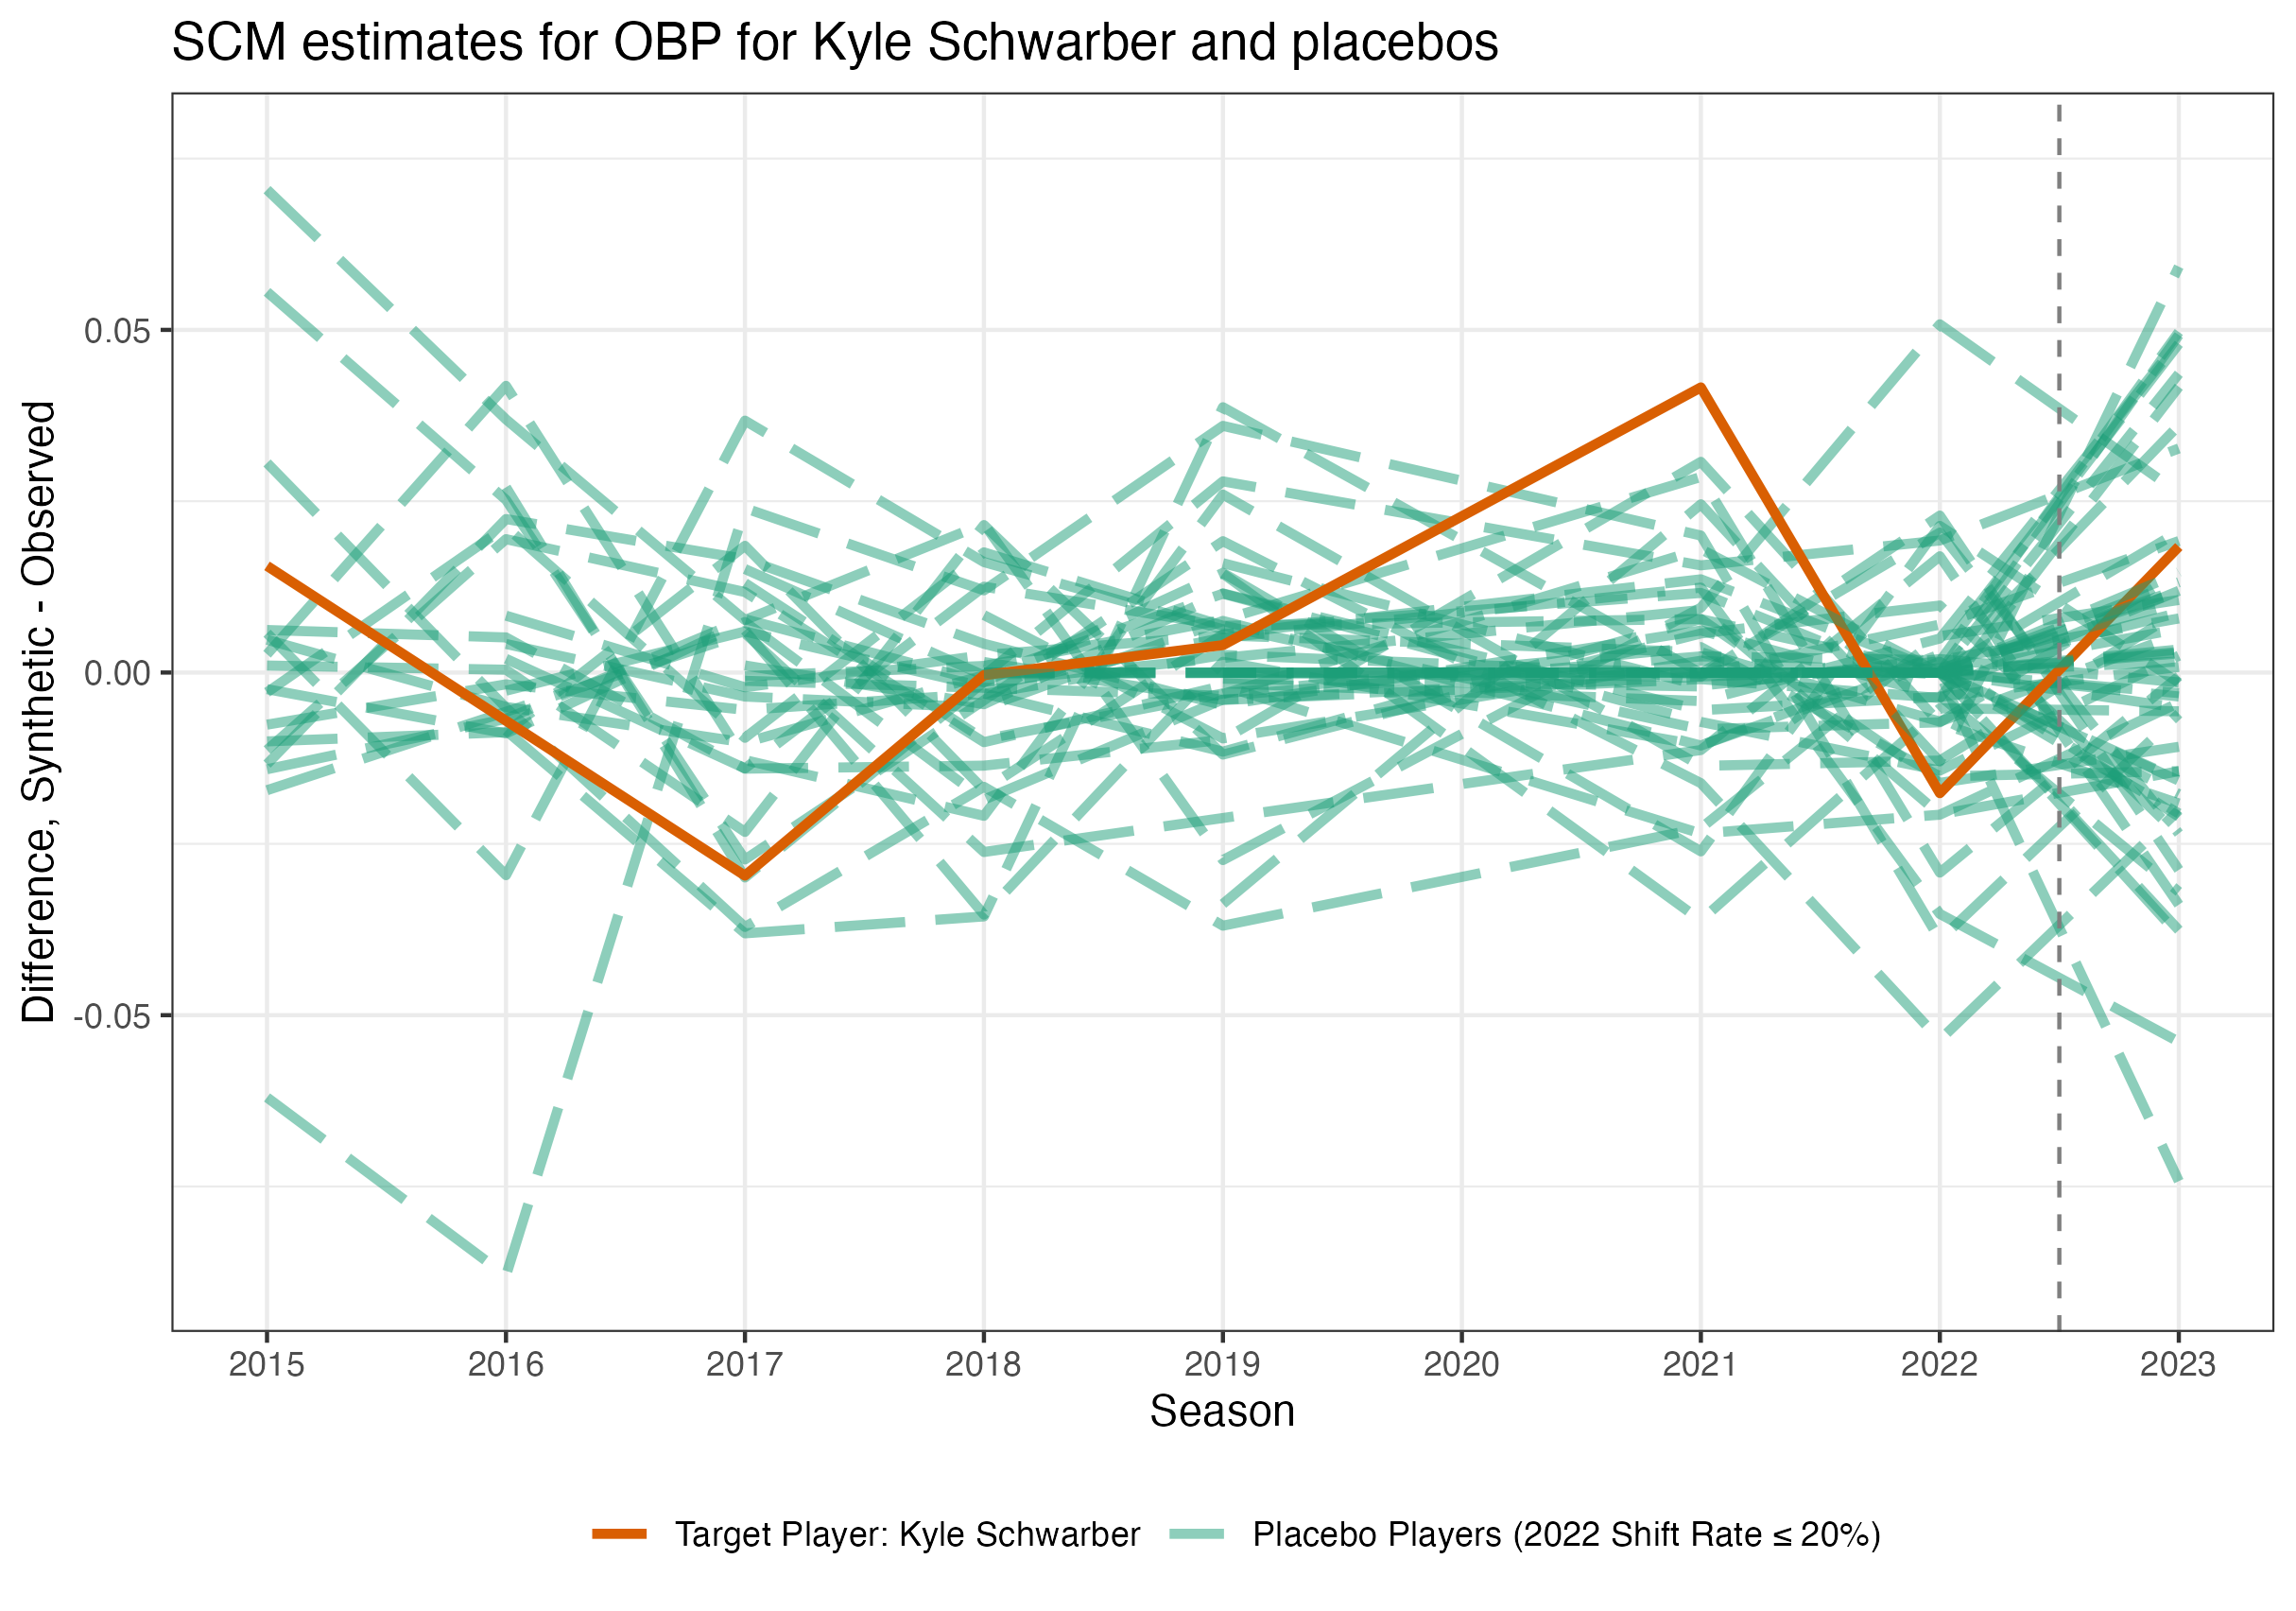 SCM estimates for OBP for Kyle Schwarber and placebos
Difference, Synthetic - Observed
0.05
0.00
-0.05
2015 2016 2017 2018 2019 2020 2021 2022 2023
Season
Target Player: Kyle Schwarber Placebo Players (2022 Shift Rate ≤ 20%)